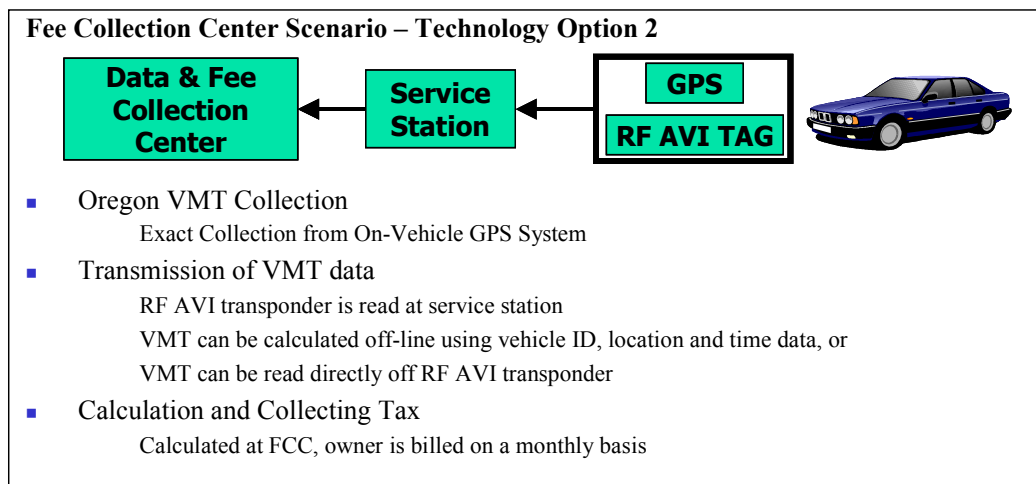 Fee Collection Center Scenario – Technology Option 2
Data & Fee
Collection
Center
Service
Station
GPS
RF AVI TAG
Oregon VMT Collection
Exact Collection from On-Vehicle GPS System
Transmission of VMT data
RF AVI transponder is read at service station
VMT can be calculated off-line using vehicle ID, location and time data, or
VMT can be read directly off RF AVI transponder
Calculation and Collecting Tax
Calculated at FCC, owner is billed on a monthly basis